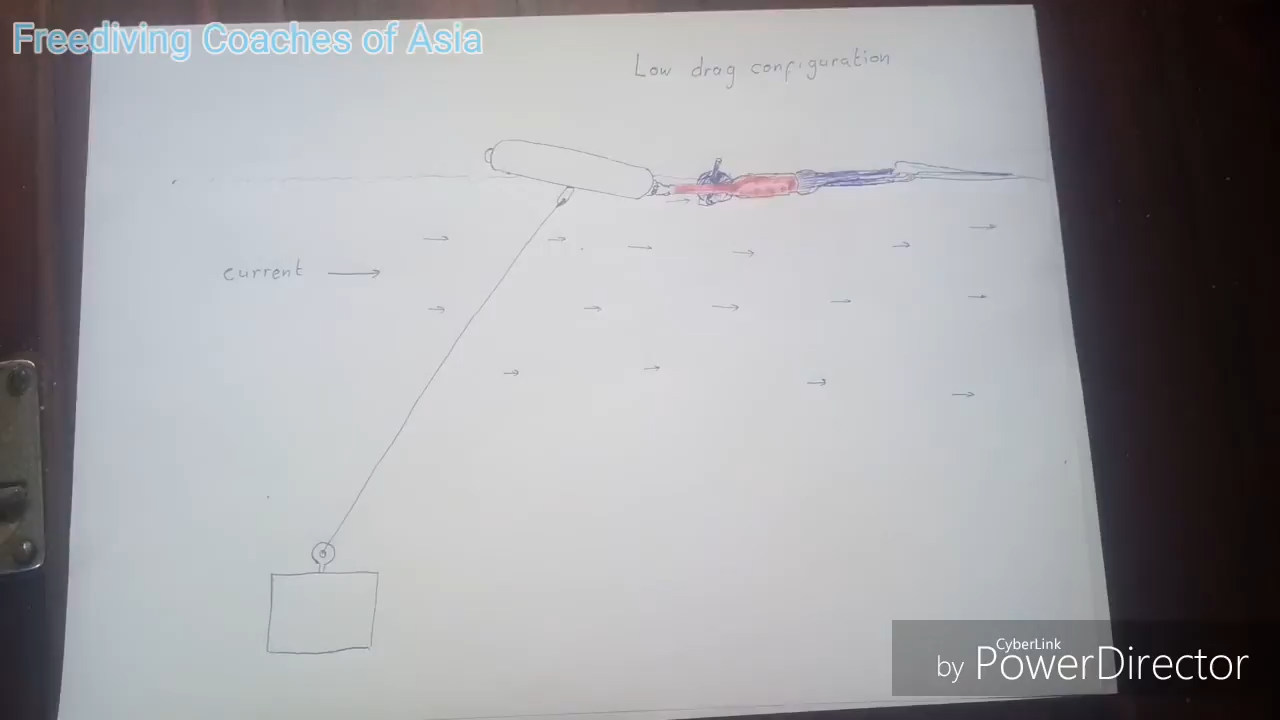 Freediving Coaches of Asia
Low drag configuration
current
CyberLink
by PowerDirector